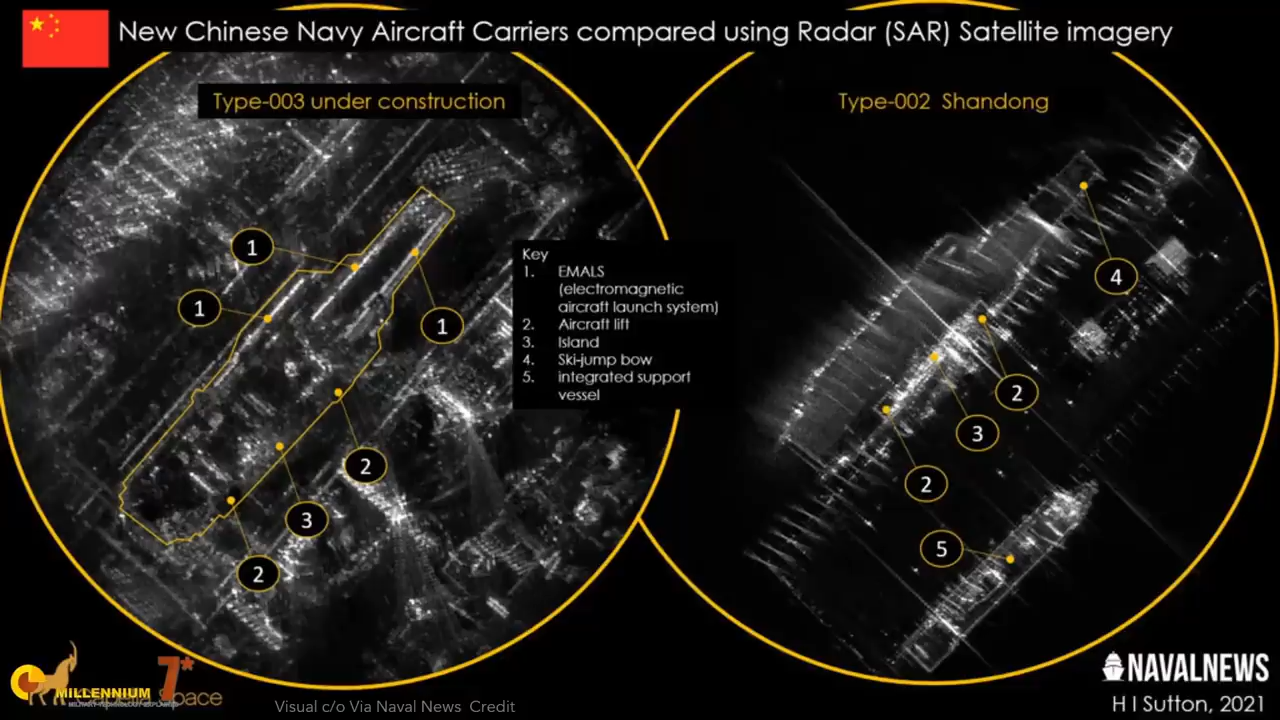 New Chinese Navy Aircraft Carriers compared using Radar (SAR) Satellite imagery
Type-003 under construction
Type-002 Shandong
1
1
1
2
3
2
Key
1. EMALS
(electromagnetic
aircraft launch system)
2. Aircraft lift
3. Island
4. Ski-jump bow
5. integrated support
vessel
4
2
3
2
5
7*
MILLENNIUM
Space
Visual c/o Via Naval News Credit
NAVALNEWS
H I Sutton, 2021